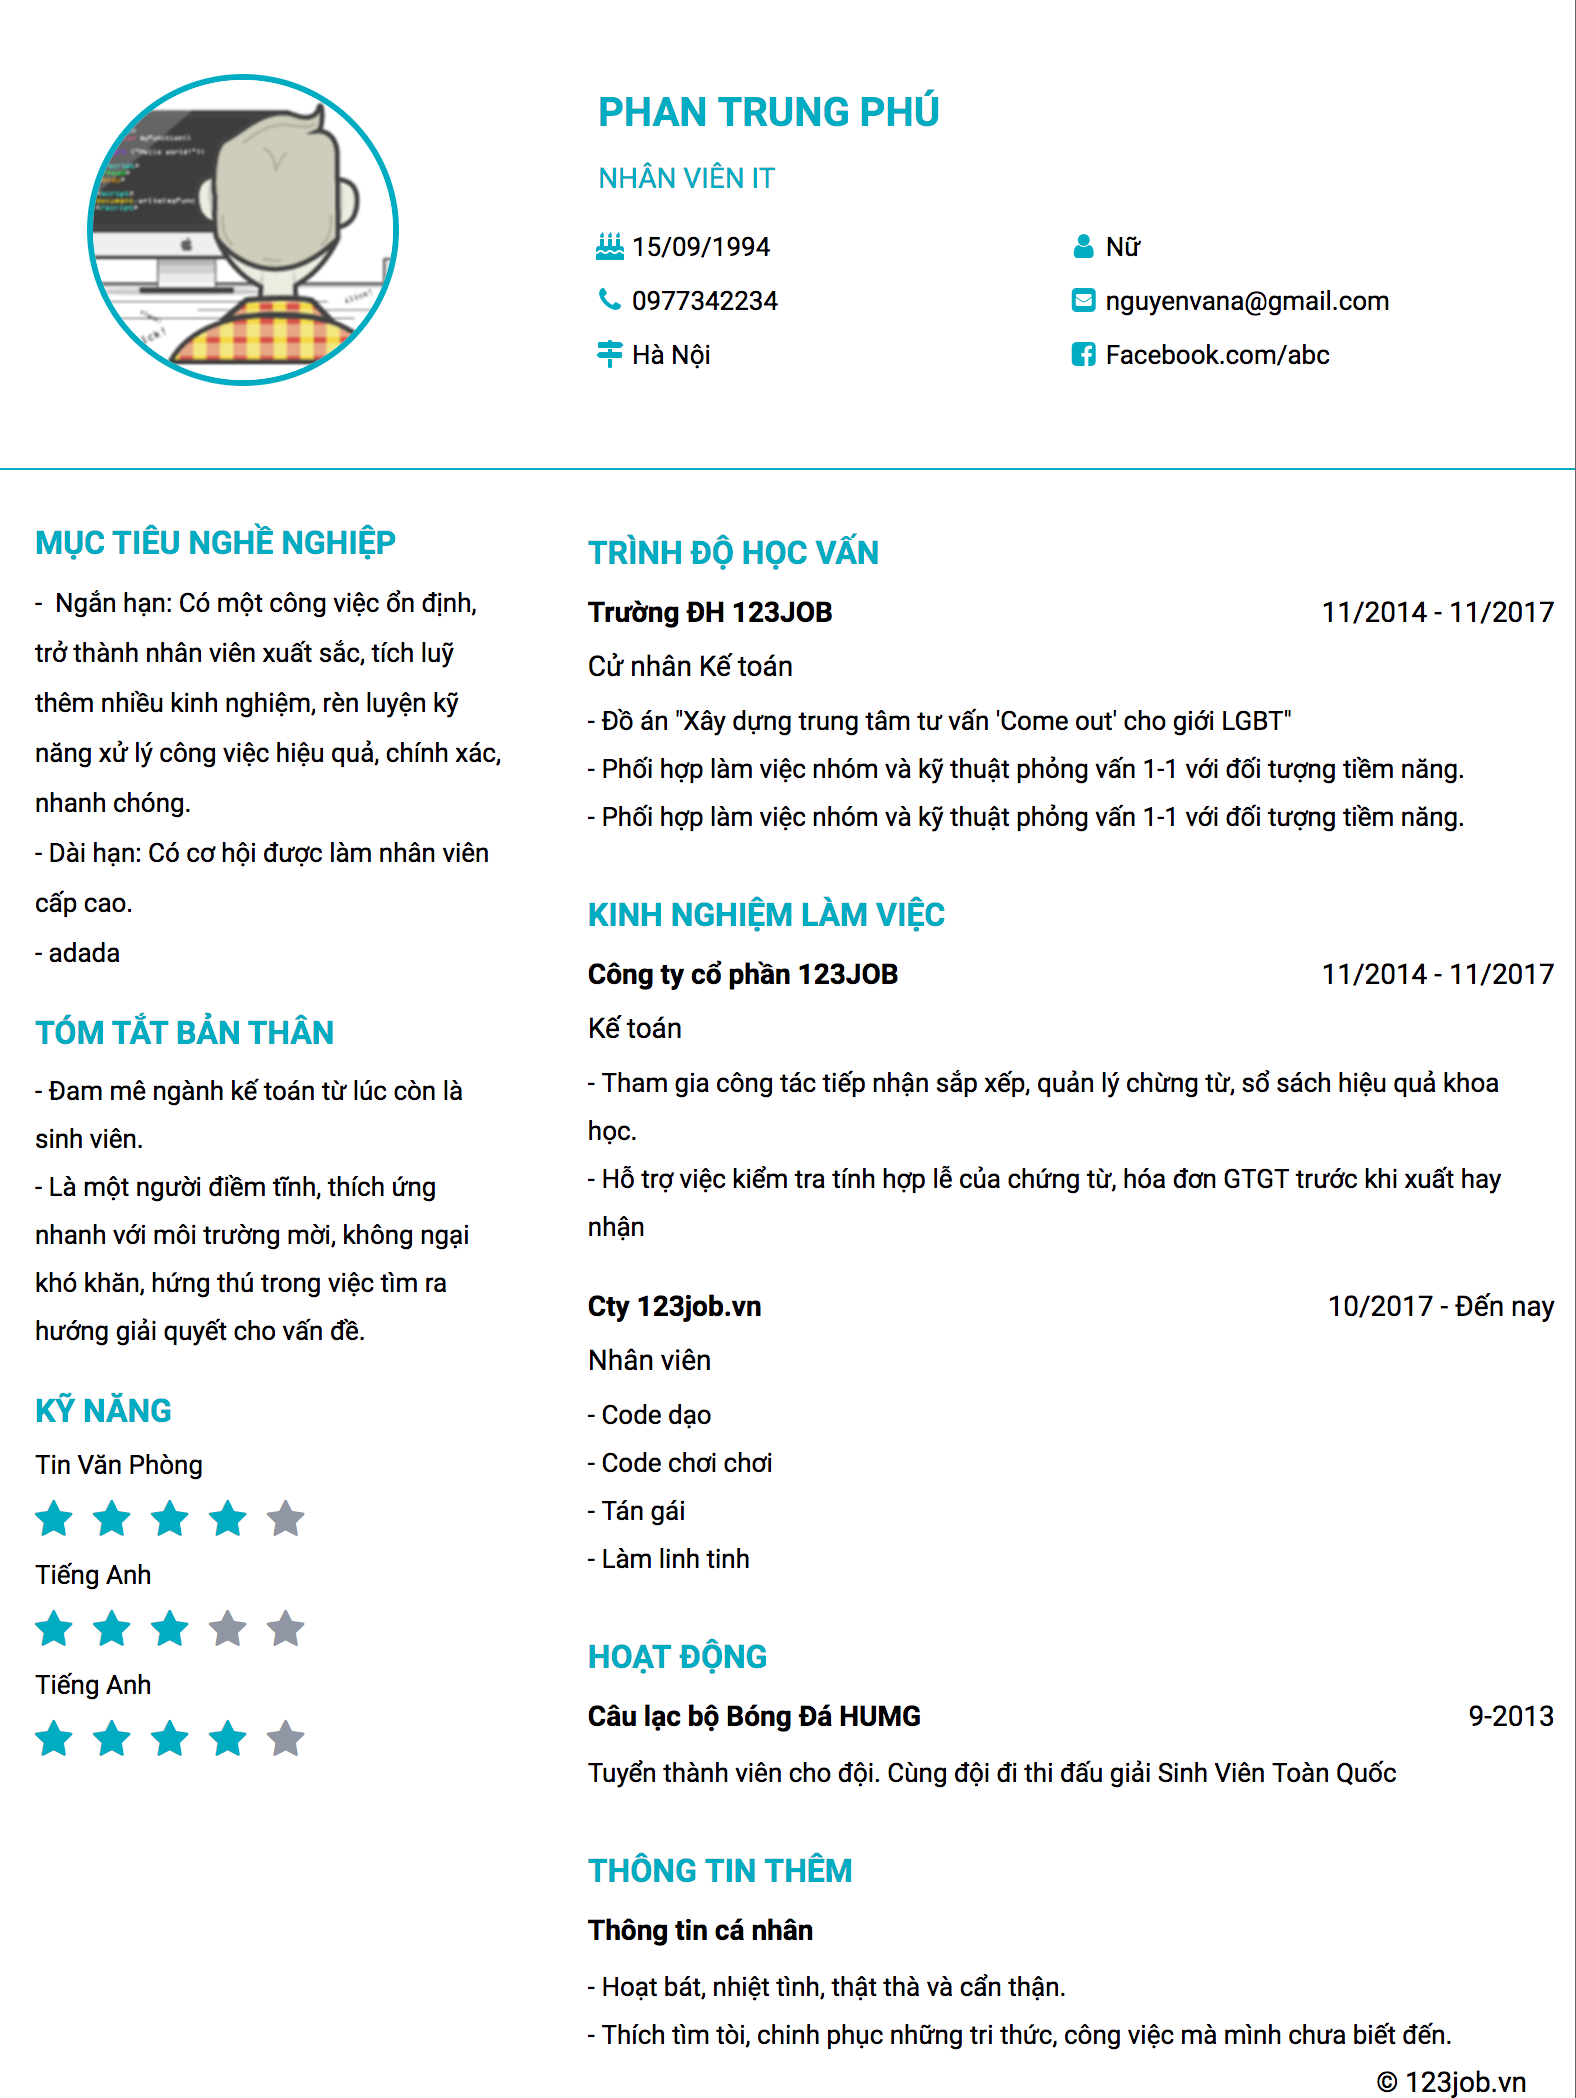 PHAN TRUNG PHÚ
NHÂN VIÊN IT
15/09/1994
Nữ
0977342234
nguyenvana@gmail.com
Hà Nội
Facebook.com/abc
MỤC TIÊU NGHỀ NGHIỆP
- Ngắn hạn: Có một công việc ổn định,
trở thành nhân viên xuất sắc, tích luỹ
thêm nhiều kinh nghiệm, rèn luyện kỹ
năng xử lý công việc hiệu quả, chính xác,
nhanh chóng.
- Dài hạn: Có cơ hội được làm nhân viên
cấp cao.
- adada
TÓM TẮT BẢN THÂN
- Đam mê ngành kế toán từ lúc còn là
sinh viên.
- Là một người điềm tĩnh, thích ứng
nhanh với môi trường mời, không ngại
khó khăn, hứng thú trong việc tìm ra
hướng giải quyết cho vấn đề.
KỸ NĂNG
Tin Văn Phòng
Tiếng Anh
Tiếng Anh
TRÌNH ĐỘ HỌC VẤN
Trường ĐH 123JOB 11/2014 - 11/2017
Cử nhân Kế toán
- Đồ án "Xây dựng trung tâm tư vấn 'Come out' cho giới LGBT"
- Phối hợp làm việc nhóm và kỹ thuật phỏng vấn 1-1 với đối tượng tiềm năng.
- Phối hợp làm việc nhóm và kỹ thuật phỏng vấn 1-1 với đối tượng tiềm năng.
KINH NGHIỆM LÀM VIỆC
Công ty cổ phần 123JOB 11/2014 - 11/2017
Kế toán
- Tham gia công tác tiếp nhận sắp xếp, quản lý chừng từ, sổ sách hiệu quả khoa
học.
- Hỗ trợ việc kiểm tra tính hợp lễ của chứng từ, hóa đơn GTGT trước khi xuất hay
nhận
Cty 123job.vn 10/2017 - Đến nay
Nhân viên
- Code dạo
- Code chơi chơi
- Tán gái
- Làm linh tinh
HOẠT ĐỘNG
Câu lạc bộ Bóng Đá HUMG 9-2013
Tuyển thành viên cho đội. Cùng đội đi thi đấu giải Sinh Viên Toàn Quốc
THÔNG TIN THÊM
Thông tin cá nhân
- Hoạt bát, nhiệt tình, thật thà và cẩn thận.
- Thích tìm tòi, chinh phục những tri thức, công việc mà mình chưa biết đến.
© 123job.vn